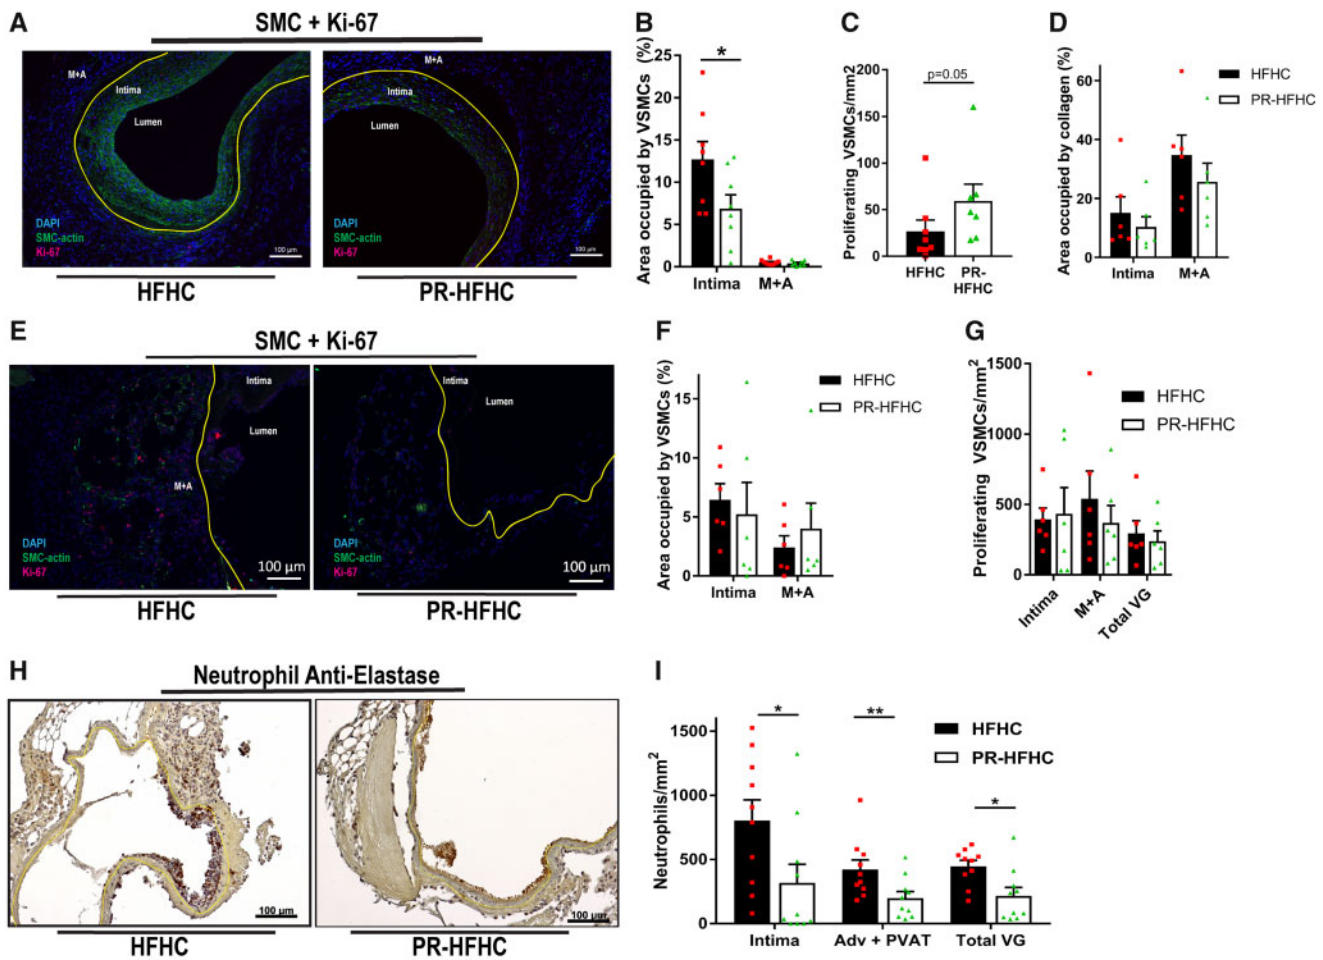 A
SMC + Ki-67
M+A
Intima
Lumen
DAPI
SMC-actin
Ki-67
100 µm
HFHC
M+A
Intima
Lumen
DAPI
SMC-actin
Ki-67
100 µm
PR-HFHC
B
Area occupied by VSMCs (%)
25
20
15
10
5
0
*
Intima M+A
C
Proliferating VSMCs/mm2
200
150
100
50
0
p=0.05
HFHC PR-
HFHC
D
Area occupied by collagen (%)
60
40
20
0
Intima M+A
HFHC
PR-HFHC
E
SMC + Ki-67
Intima
Lumen
M+A
DAPI
SMC-actin
Ki-67
100 µm
HFHC
Intima
Lumen
DAPI
SMC-actin
Ki-67
100 µm
PR-HFHC
F
Area occupied by VSMCs (%)
15
10
5
0
HFHC
PR-HFHC
Intima M+A
G
Proliferating VSMCs/mm²
1500
1000
500
0
HFHC
PR-HFHC
Intima M+A Total VG
H
Neutrophil Anti-Elastase
100 µm
HFHC
100 µm
PR-HFHC
I
Neutrophils/mm²
1500
1000
500
0
* ** *
HFHC
PR-HFHC
Intima Adv + PVAT Total VG